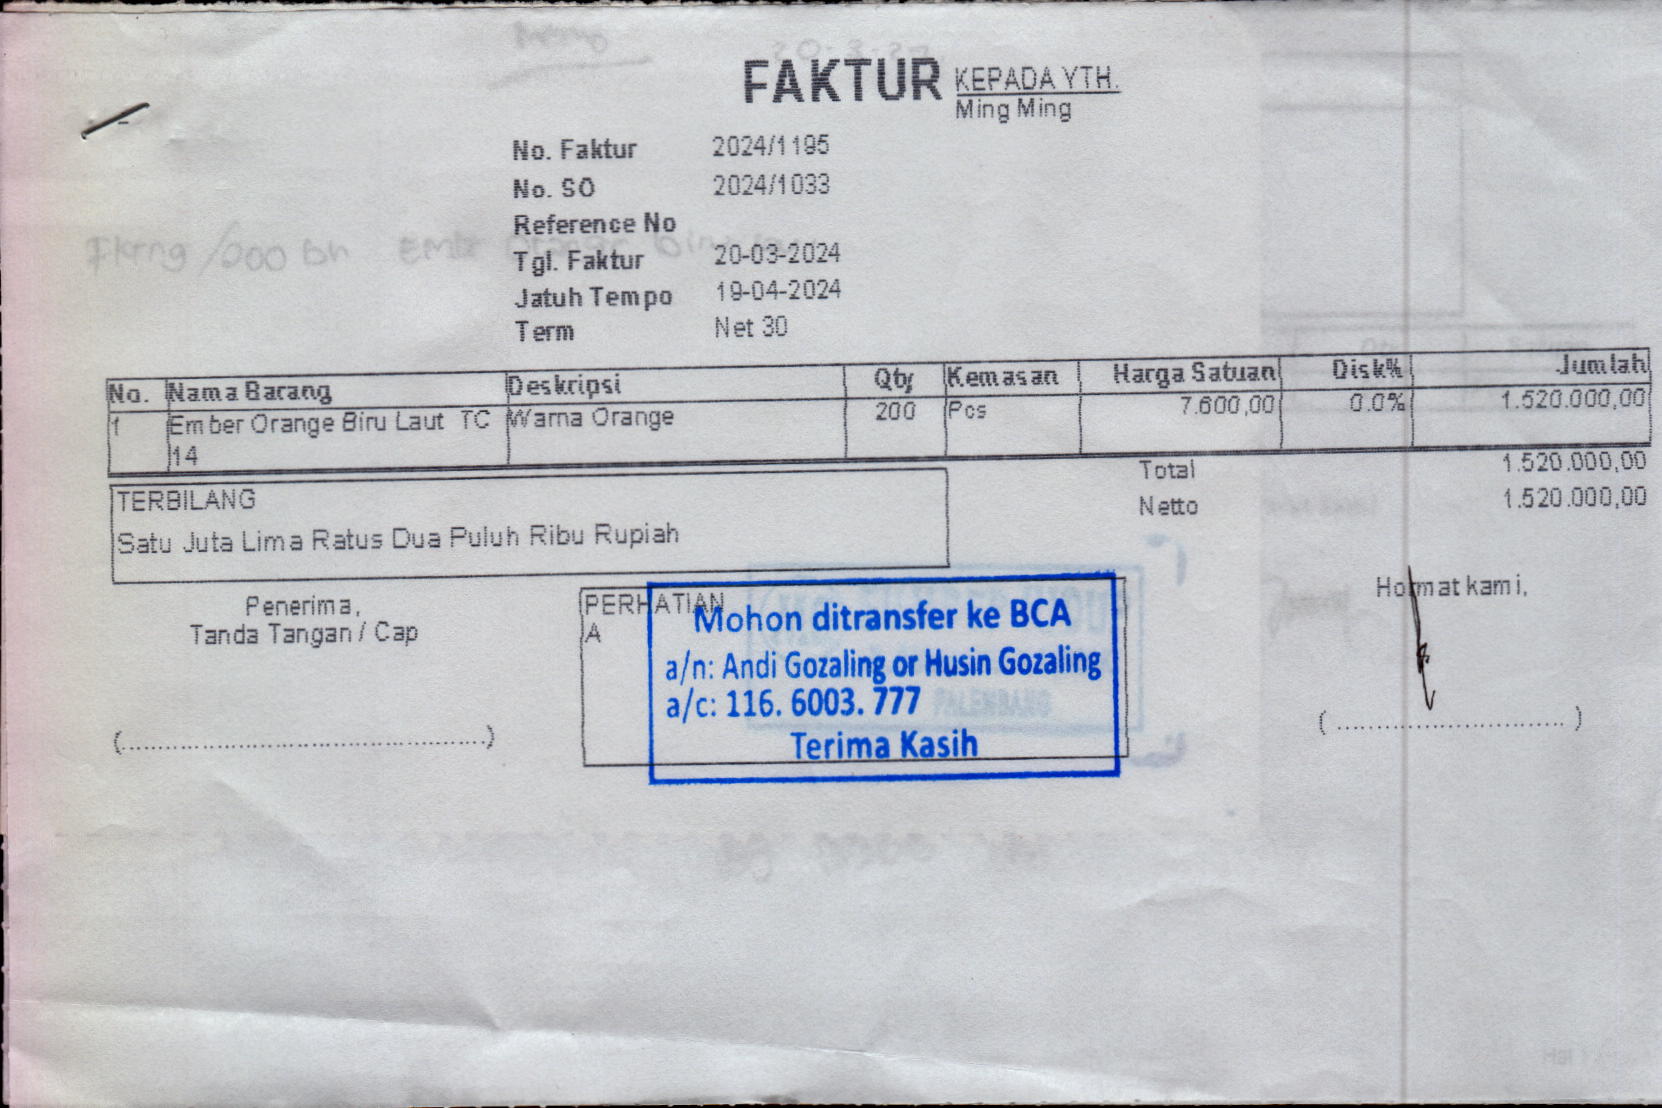 FAKTUR
KEPADA YTH.
Ming Ming
No. Faktur 2024/1195
No. SO 2024/1033
Reference No
Tgl. Faktur 20-03-2024
Jatuh Tempo 19-04-2024
Term Net 30
No. Nama Barang Deskripsi Qty Kemasan Harga Satuan Disk% Jumlah
1 Ember Orange Biru Laut TC Warna Orange 200 Pcs 7.600,00 0.0% 1.520.000,00
14
Total 1.520.000,00
Netto 1.520.000,00
TERBILANG
Satu Juta Lima Ratus Dua Puluh Ribu Rupiah
Penerima,
Tanda Tangan / Cap
(................................................)
PERHATIAN
A
Mohon ditransfer ke BCA
a/n: Andi Gozaling or Husin Gozaling
a/c: 116. 6003. 777
Terima Kasih
PALEMBANG
Hormat kami,
(................................)